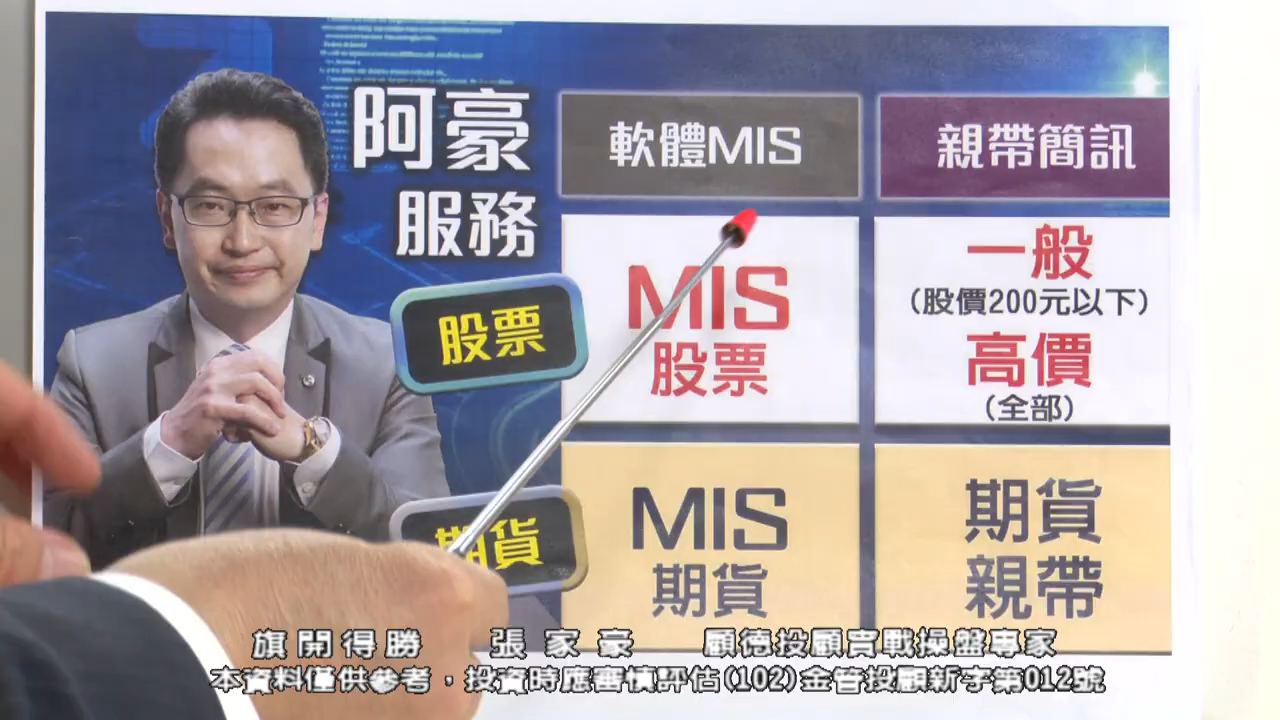 阿豪
服務
軟體MIS
親帶簡訊
股票
MIS
股票
一般
(股價200元以下)
高價
(全部)
期貨
MIS
期貨
期貨
親帶
旗開得勝 張家豪 顧德投顧實戰操盤專家
本資料僅供參考，投資時應審慎評估(102)金管投顧新字第012號